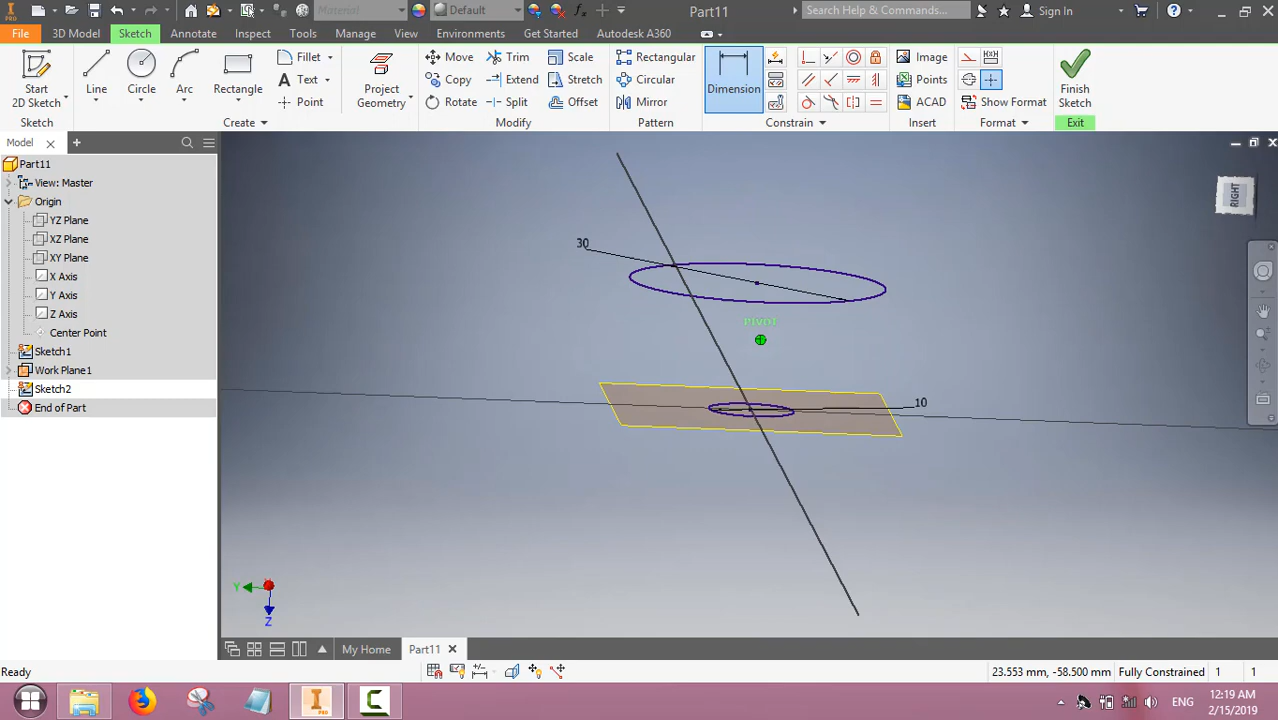 PRO
Material
Default
Part11
Search Help & Commands...
Sign In
File
3D Model
Sketch
Annotate
Inspect
Tools
Manage
View
Environments
Get Started
Autodesk A360
Start
2D Sketch
Line
Circle
Arc
Rectangle
Fillet
Text
Point
Project
Geometry
Move
Copy
Rotate
Trim
Extend
Split
Scale
Stretch
Offset
Rectangular
Circular
Mirror
Dimension
Image
Points
ACAD
Show Format
Finish
Sketch
Sketch
Create
Modify
Pattern
Constrain
Insert
Format
Exit
Model
Part11
View: Master
Origin
YZ Plane
XZ Plane
XY Plane
X Axis
Y Axis
Z Axis
Center Point
Sketch1
Work Plane1
Sketch2
End of Part
30
Pivot
10
RIGHT
Y
Z
My Home
Part11
Ready
23.553 mm, -58.500 mm
Fully Constrained
1
1
ENG
12:19 AM
2/15/2019